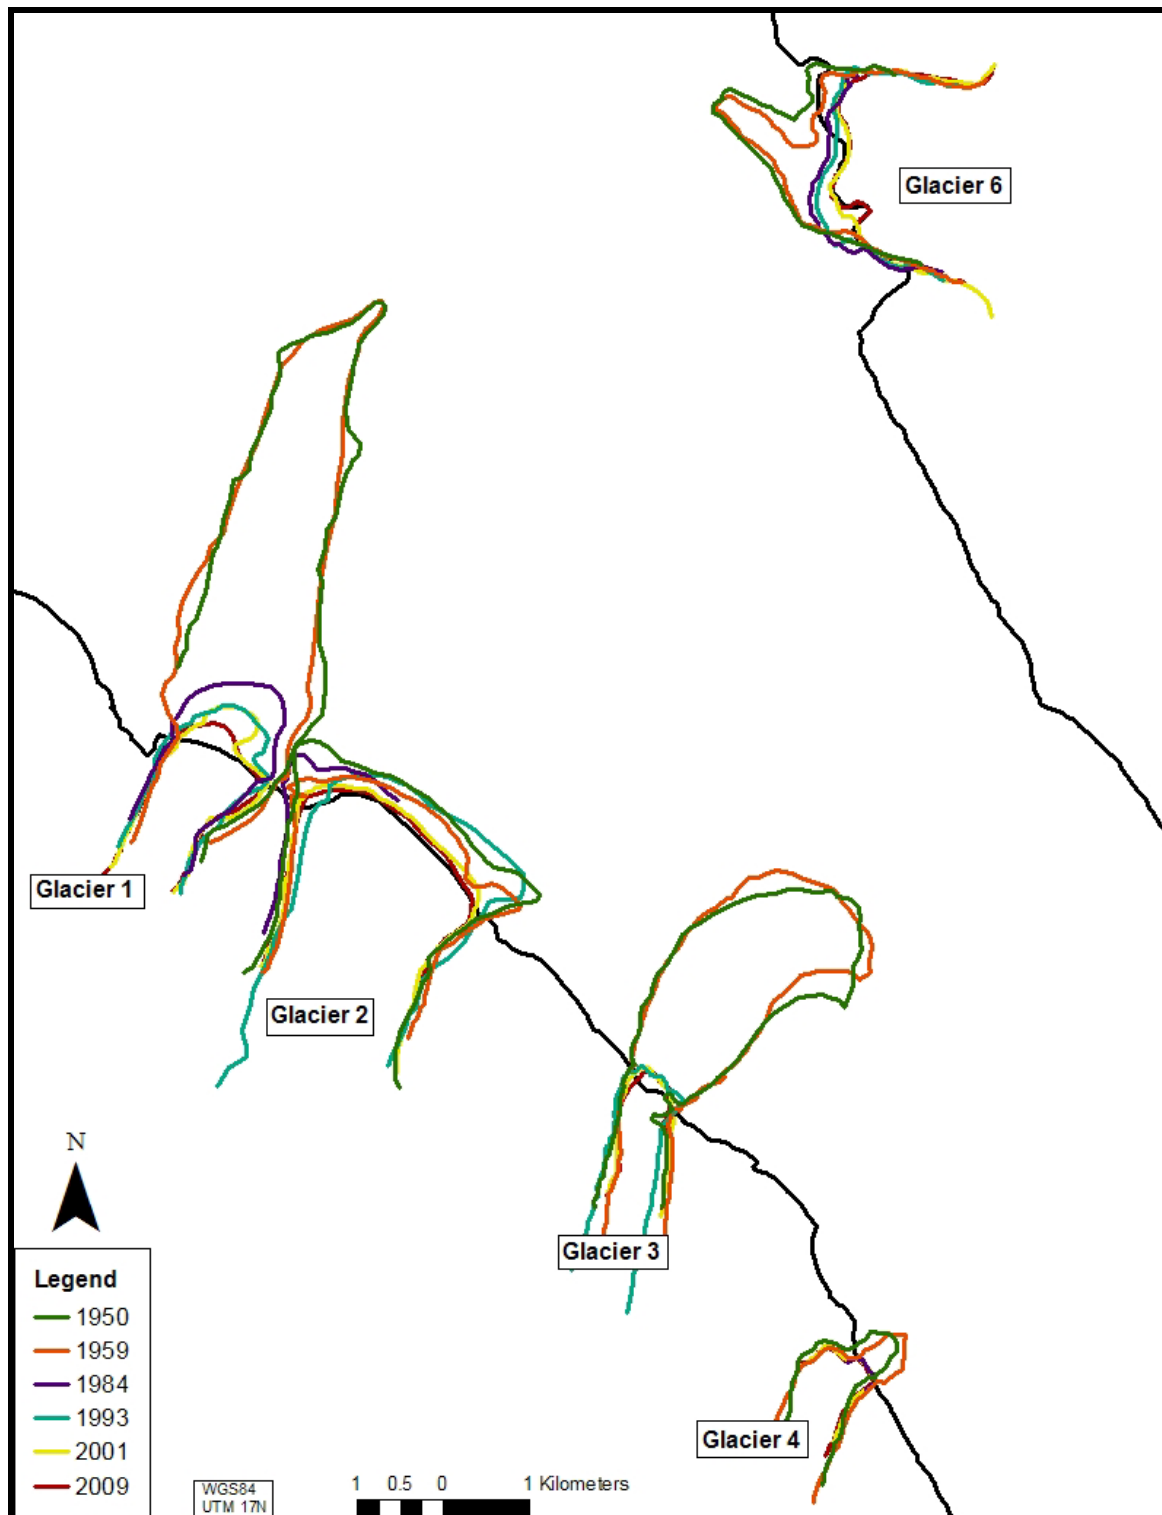 Glacier 6
Glacier 1
Glacier 2
Glacier 3
Glacier 4
N
Legend
1950
1959
1984
1993
2001
2009
WGS84
UTM 17N
1 0.5 0 1 Kilometers